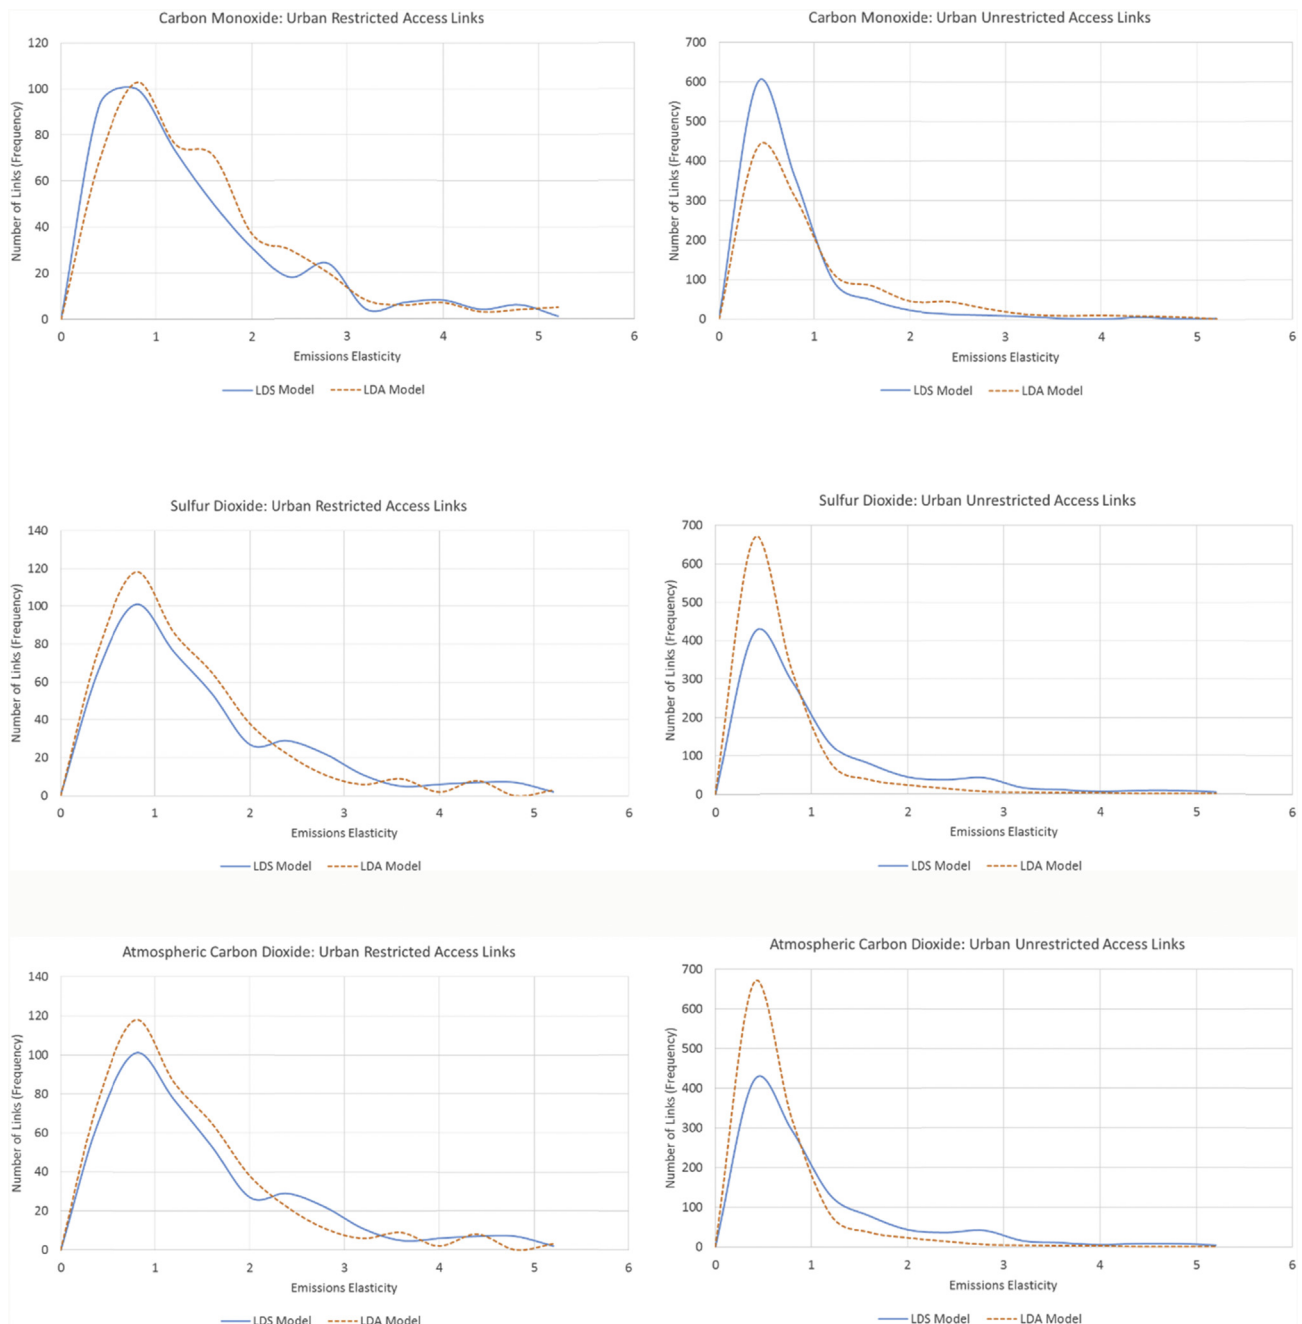 Carbon Monoxide: Urban Restricted Access Links
120
100
80
60
40
20
0
Number of Links (Frequency)
0 1 2 3 4 5 6
Emissions Elasticity
LDS Model LDA Model
Carbon Monoxide: Urban Unrestricted Access Links
700
600
500
400
300
200
100
0
Number of Links (Frequency)
0 1 2 3 4 5 6
Emissions Elasticity
LDS Model LDA Model
Sulfur Dioxide: Urban Restricted Access Links
140
120
100
80
60
40
20
0
Number of Links (Frequency)
0 1 2 3 4 5 6
Emissions Elasticity
LDS Model LDA Model
Sulfur Dioxide: Urban Unrestricted Access Links
700
600
500
400
300
200
100
0
Number of Links (Frequency)
0 1 2 3 4 5 6
Emissions Elasticity
LDS Model LDA Model
Atmospheric Carbon Dioxide: Urban Restricted Access Links
140
120
100
80
60
40
20
0
Number of Links (Frequency)
0 1 2 3 4 5 6
Emissions Elasticity
LDS Model LDA Model
Atmospheric Carbon Dioxide: Urban Unrestricted Access Links
700
600
500
400
300
200
100
0
Number of Links (Frequency)
0 1 2 3 4 5 6
Emissions Elasticity
LDS Model LDA Model